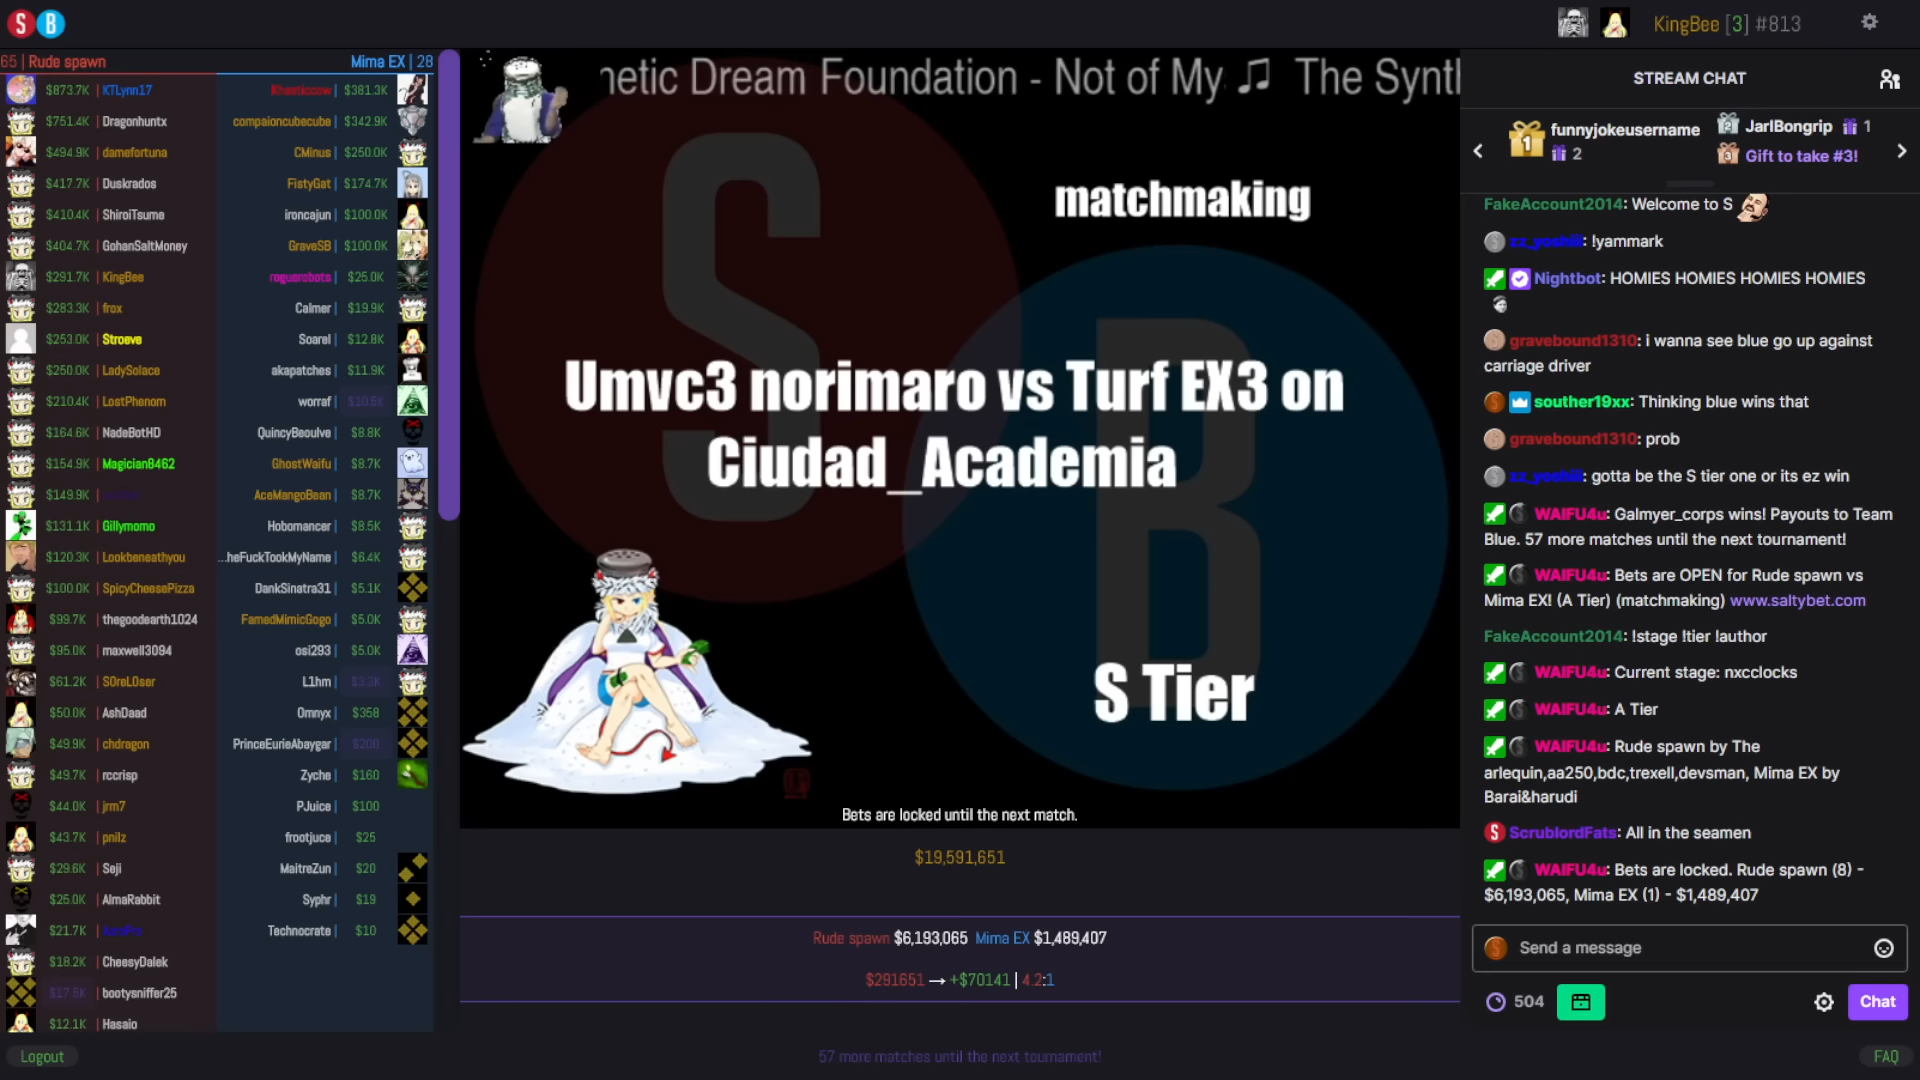 S B
KingBee [3] #813
65 | Rude spawn
Mima EX | 28
$873.7K | KTLynn17
Khaoticcow | $381.3K
$751.4K | Dragonhuntx
compaioncubecube | $342.9K
$494.9K | damefortuna
CMinus | $250.0K
$417.7K | Duskrados
FistyGat | $174.7K
$410.4K | ShiroiTsume
ironcajun | $100.0K
$404.7K | GohanSaltMoney
GraveSB | $100.0K
$291.7K | KingBee
roguerobots | $25.0K
$283.3K | frox
Calmer | $19.9K
$253.0K | Stroeve
Soarel | $12.8K
$250.0K | LadySolace
akapatches | $11.9K
$210.4K | LostPhenom
worraf | $10.5K
$164.6K | NadeBotHD
QuincyBeoulve | $8.8K
$154.9K | Magician8462
GhostWaifu | $8.7K
$149.9K |
AceMangoBean | $8.7K
$131.1K | Gillymomo
Hobomancer | $8.5K
$120.3K | Lookbeneathyou
...heFuckTookMyName | $6.4K
$100.0K | SpicyCheesePizza
DankSinatra31 | $5.1K
$99.7K | thegoodearth1024
FamedMimicGogo | $5.0K
$95.0K | maxwell3094
osi293 | $5.0K
$61.2K | S0reL0ser
L1hm | $3.3K
$50.0K | AshDaad
Omnyx | $358
$49.9K | chdragon
PrinceEurieAbaygar | $200
$49.7K | rccrisp
Zyche | $160
$44.0K | jrm7
PJuice | $100
$43.7K | pnilz
frootjuce | $25
$29.6K | Seji
MaitreZun | $20
$25.0K | AlmaRabbit
Syphr | $19
$21.7K |
Technocrate | $10
$18.2K | CheesyDalek
$17.5K | bootysniffer25
$12.1K | Hasaio
netic Dream Foundation - Not of My ♫ The Synth
matchmaking
Umvc3 norimaro vs Turf EX3 on
Ciudad_Academia
S Tier
Bets are locked until the next match.
$19,591,651
Rude spawn $6,193,065 Mima EX $1,489,407
$291651 → +$70141 | 4.2:1
57 more matches until the next tournament!
Logout
FAQ
STREAM CHAT
1 funnyjokeusername
2
2 JarlBongrip 1
3 Gift to take #3!
FakeAccount2014: Welcome to S
zz_yoshiii: !yammark
Nightbot: HOMIES HOMIES HOMIES HOMIES
gravebound1310: i wanna see blue go up against
carriage driver
souther19xx: Thinking blue wins that
gravebound1310: prob
zz_yoshiii: gotta be the S tier one or its ez win
WAIFU4u: Galmyer_corps wins! Payouts to Team
Blue. 57 more matches until the next tournament!
WAIFU4u: Bets are OPEN for Rude spawn vs
Mima EX! (A Tier) (matchmaking) www.saltybet.com
FakeAccount2014: !stage !tier !author
WAIFU4u: Current stage: nxcclocks
WAIFU4u: A Tier
WAIFU4u: Rude spawn by The
arlequin,aa250,bdc,trexell,devsman, Mima EX by
Barai&harudi
ScrublordFats: All in the seamen
WAIFU4u: Bets are locked. Rude spawn (8) -
$6,193,065, Mima EX (1) - $1,489,407
Send a message
504
Chat